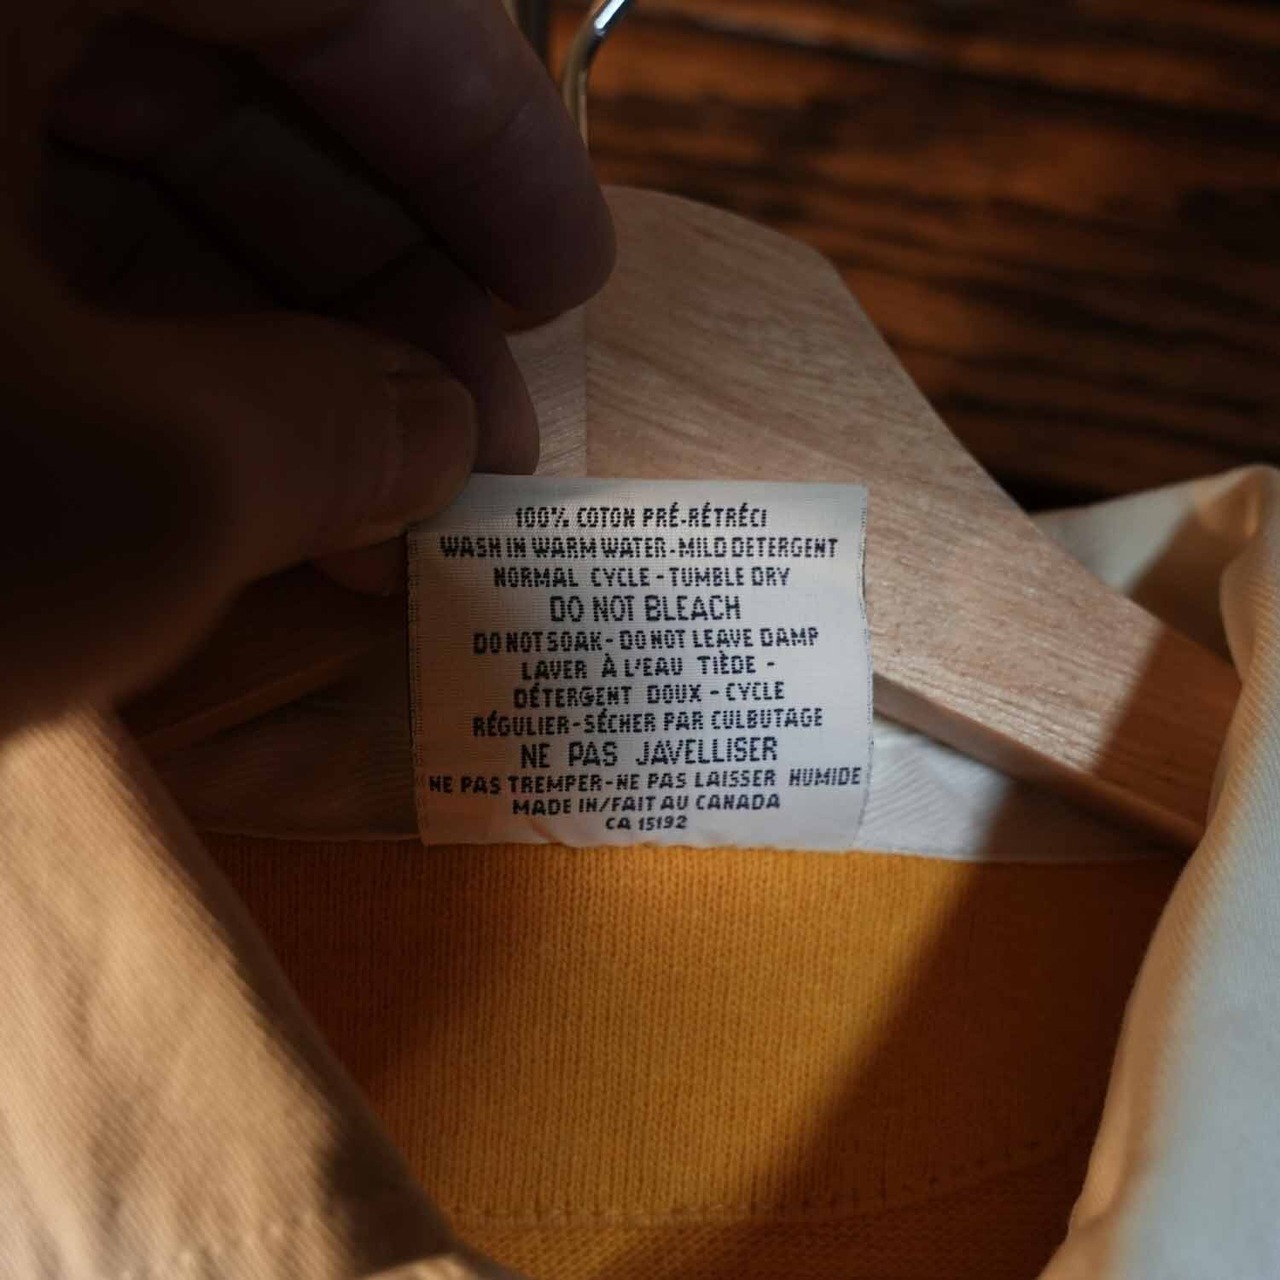 100% COTON PRÉ-RÉTRÉCI
WASH IN WARM WATER-MILD DETERGENT
NORMAL CYCLE-TUMBLE DRY
DO NOT BLEACH
DO NOT SOAK-DO NOT LEAVE DAMP
LAVER À L'EAU TIÈDE -
DÉTERGENT DOUX-CYCLE
RÉGULIER-SÉCHER PAR CULBUTAGE
NE PAS JAVELLISER
NE PAS TREMPER-NE PAS LAISSER HUMIDE
MADE IN/FAIT AU CANADA
CA 15192